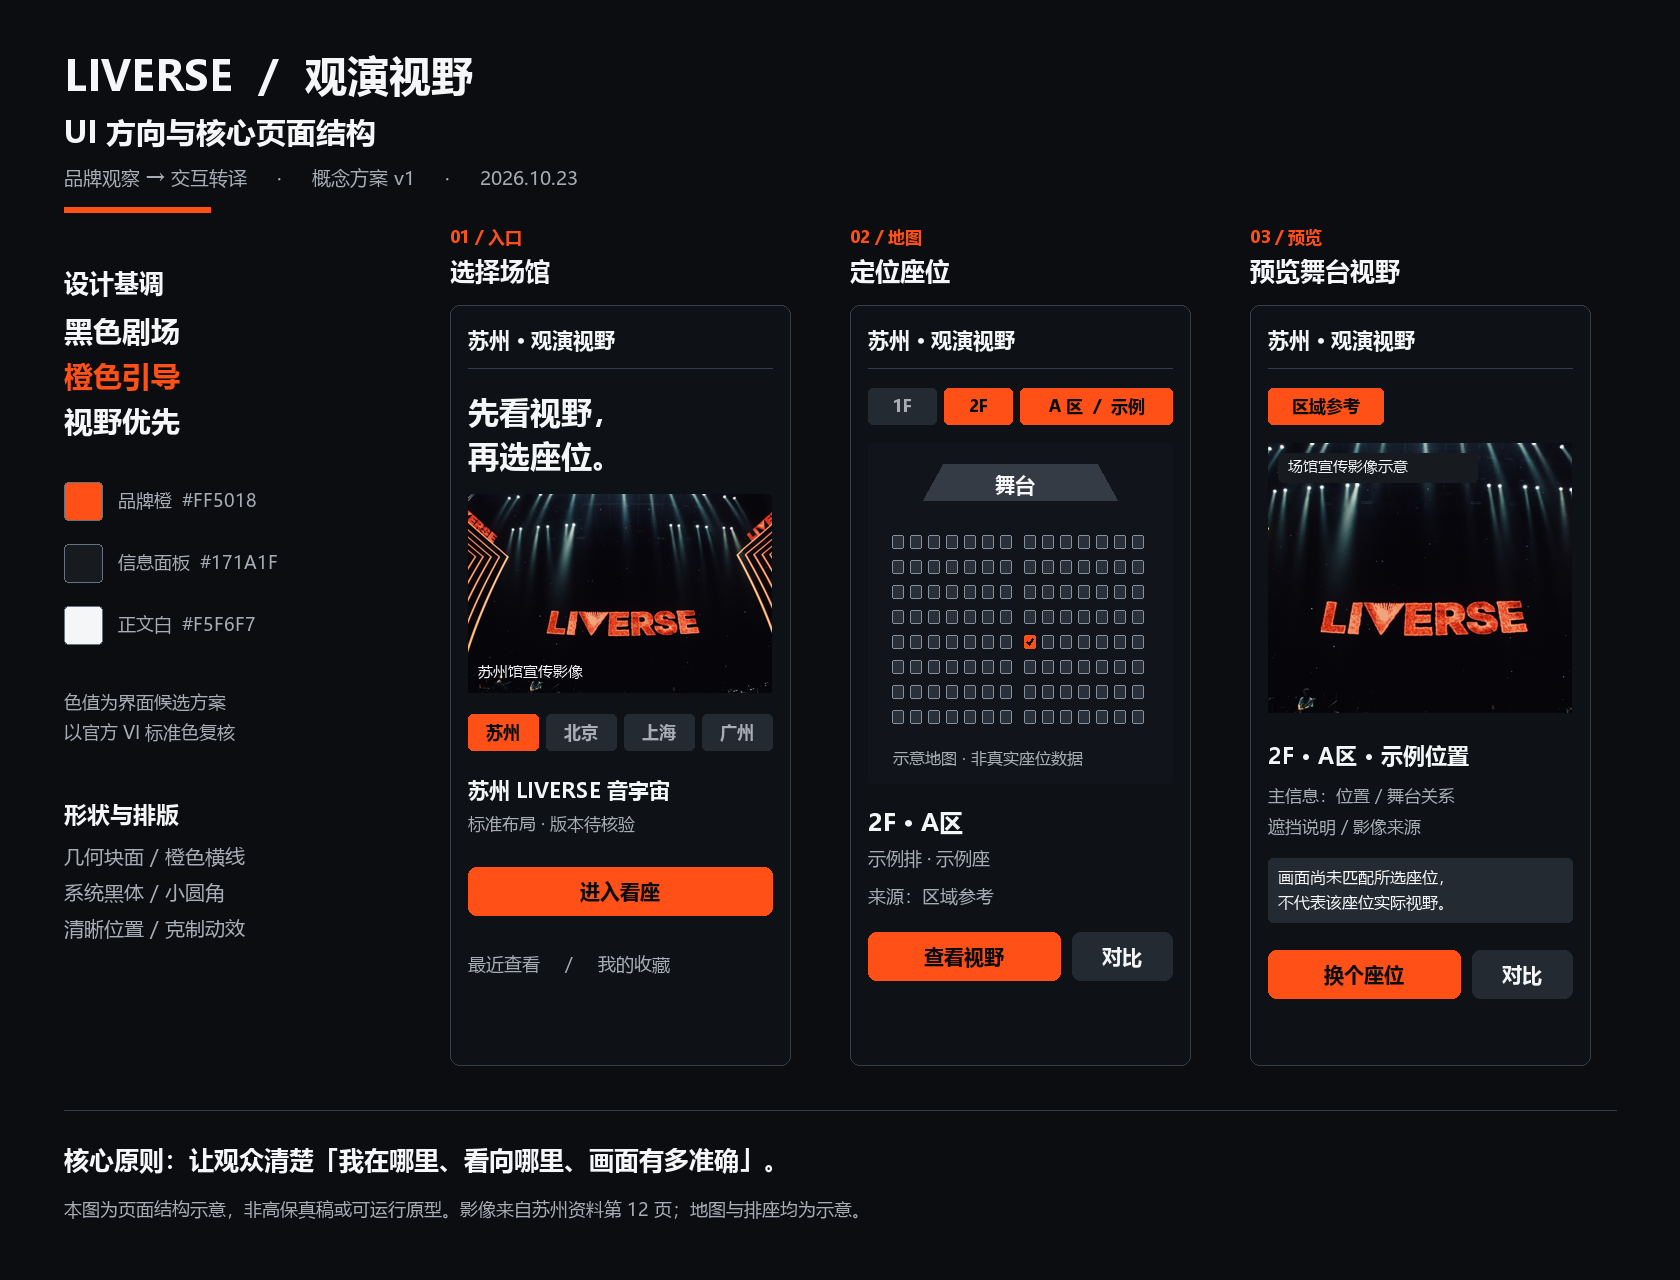 LIVERSE / 观演视野
UI 方向与核心页面结构
品牌观察 → 交互转译 · 概念方案 v1 · 2026.10.23
设计基调
黑色剧场
橙色引导
视野优先
品牌橙 #FF5018
信息面板 #171A1F
正文白 #F5F6F7
色值为界面候选方案
以官方 VI 标准色复核
形状与排版
几何块面 / 橙色横线
系统黑体 / 小圆角
清晰位置 / 克制动效
01 / 入口
选择场馆
苏州 • 观演视野
先看视野，
再选座位。
LIVERSE
LIVERSE
LIVERSE
苏州馆宣传影像
苏州 北京 上海 广州
苏州 LIVERSE 音宇宙
标准布局 · 版本待核验
进入看座
最近查看 / 我的收藏
02 / 地图
定位座位
苏州 • 观演视野
1F 2F A 区 / 示例
舞台
示意地图 · 非真实座位数据
2F • A区
示例排 · 示例座
来源：区域参考
查看视野 对比
03 / 预览
预览舞台视野
苏州 • 观演视野
区域参考
场馆宣传影像示意
LIVERSE
2F • A区 • 示例位置
主信息：位置 / 舞台关系
遮挡说明 / 影像来源
画面尚未匹配所选座位，
不代表该座位实际视野。
换个座位 对比
核心原则：让观众清楚「我在哪里、看向哪里、画面有多准确」。
本图为页面结构示意，非高保真稿或可运行原型。影像来自苏州资料第 12 页；地图与排座均为示意。